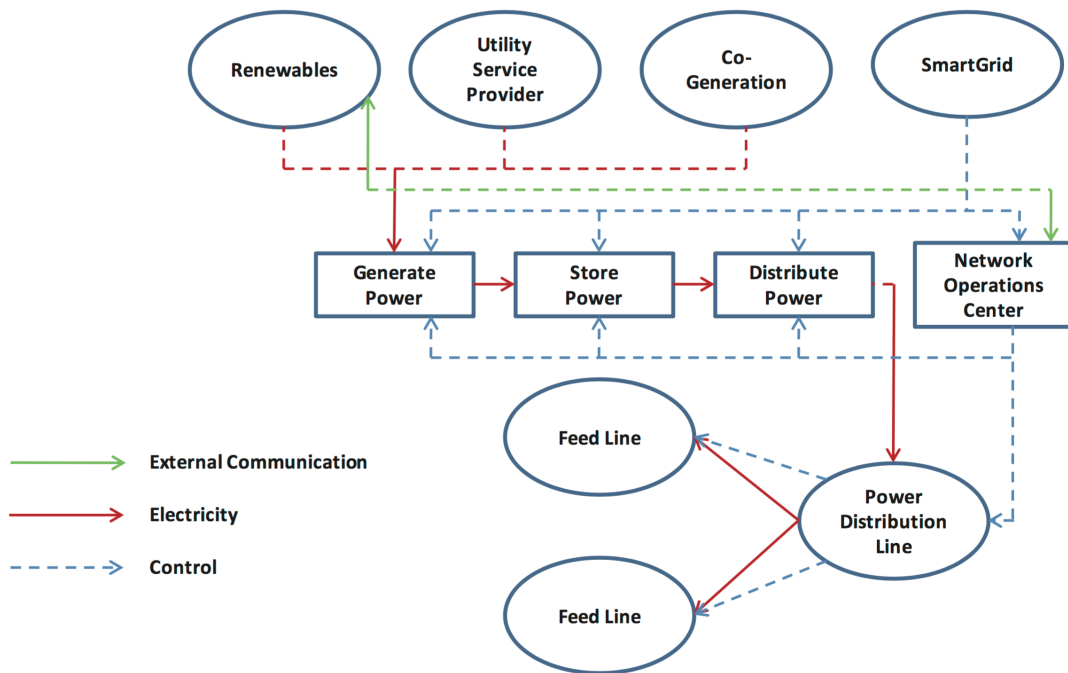 Renewables
Utility
Service
Provider
Co-
Generation
SmartGrid
Generate
Power
Store
Power
Distribute
Power
Network
Operations
Center
Feed Line
External Communication
Electricity
Control
Power
Distribution
Line
Feed Line